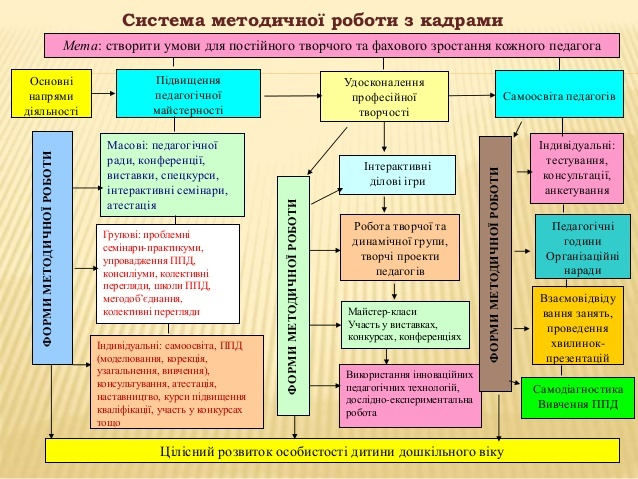 Система методичної роботи з кадрами
Мета: створити умови для постійного творчого та фахового зростання кожного педагога
Основні
напрями
діяльності
Підвищення
педагогічної
майстерності
Удосконалення
професійної
творчості
Самоосвіта педагогів
ФОРМИ МЕТОДИЧНОЇ РОБОТИ
Масові: педагогічної
ради, конференції,
виставки, спецкурси,
інтерактивні семінари,
атестація
Групові: проблемні
семінари-практикуми,
упровадження ППД,
консиліуми, колективні
перегляди, школи ППД,
методоб’єднання,
колективні перегляди
Індивідуальні: самоосвіта, ППД
(моделювання, корекція,
узагальнення, вивчення),
консультування, атестація,
наставництво, курси підвищення
кваліфікації, участь у конкурсах
тощо
ФОРМИ МЕТОДИЧНОЇ РОБОТИ
Інтерактивні
ділові ігри
Робота творчої та
динамічної групи,
творчі проекти
педагогів
Майстер-класи
Участь у виставках,
конкурсах, конференціях
Використання інноваційних
педагогічних технологій,
дослідно-експериментальна
робота
ФОРМИ МЕТОДИЧНОЇ РОБОТИ
Індивідуальні:
тестування,
консультації,
анкетування
Педагогічні
години
Організаційні
наради
Взаємовідвіду
вання занять,
проведення
хвилинок-
презентацій
Самодіагностика
Вивчення ППД
Цілісний розвиток особистості дитини дошкільного віку